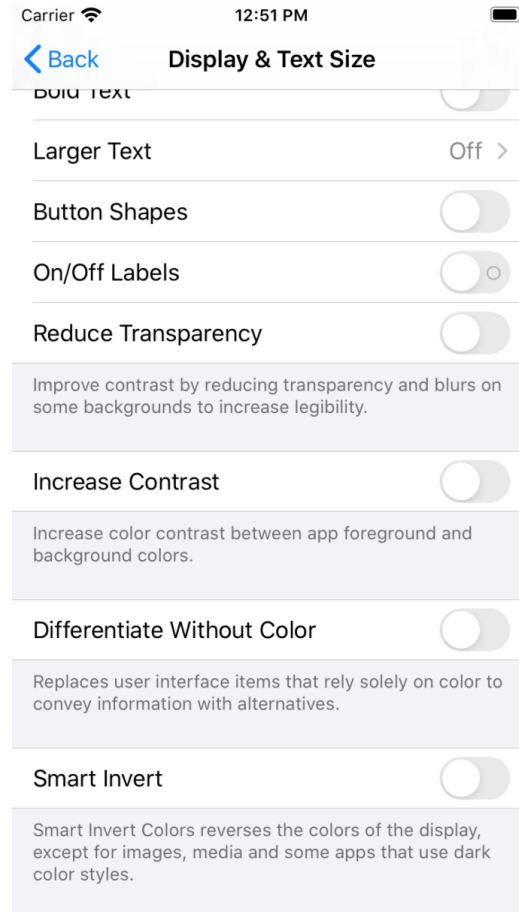 Carrier
12:51 PM
Back
Display & Text Size
Bold Text
Larger Text
Off
Button Shapes
On/Off Labels
Reduce Transparency
Improve contrast by reducing transparency and blurs on
some backgrounds to increase legibility.
Increase Contrast
Increase color contrast between app foreground and
background colors.
Differentiate Without Color
Replaces user interface items that rely solely on color to
convey information with alternatives.
Smart Invert
Smart Invert Colors reverses the colors of the display,
except for images, media and some apps that use dark
color styles.